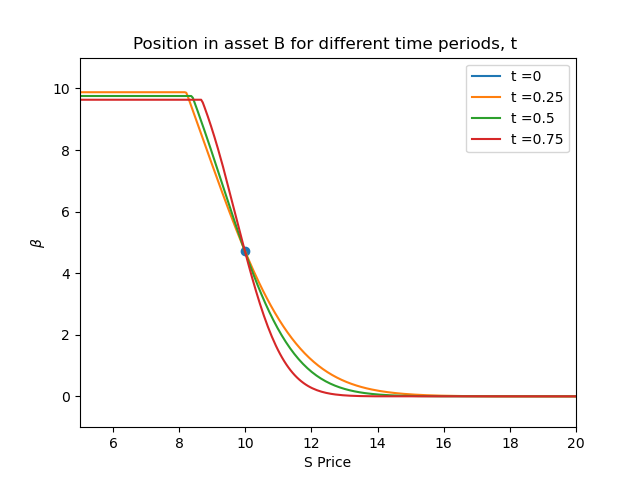 Position in asset B for different time periods, t
t =0
t =0.25
t =0.5
t =0.75
10
8
6
4
2
0
β
6
8
10
12
14
16
18
20
S Price